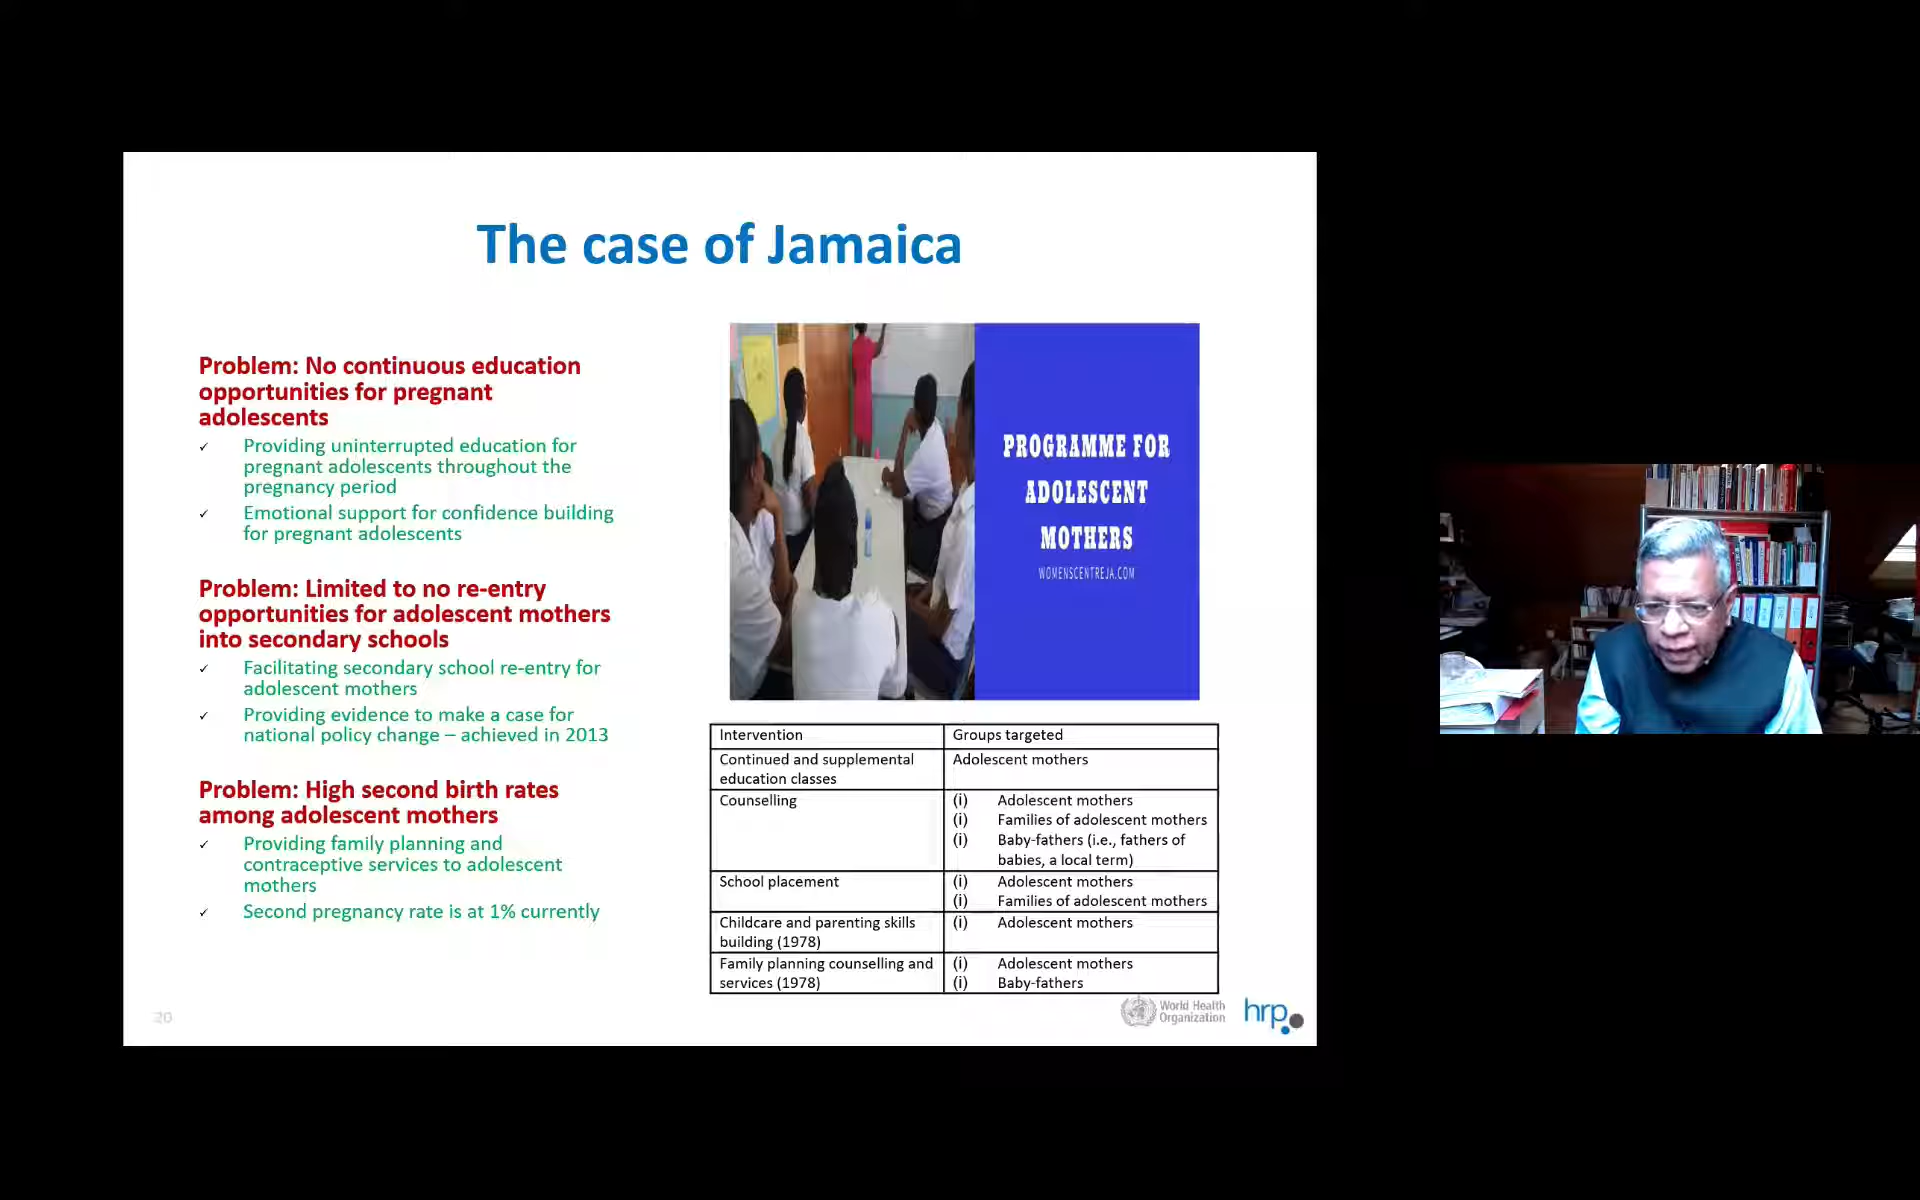 The case of Jamaica
Problem: No continuous education
opportunities for pregnant
adolescents
✓ Providing uninterrupted education for
pregnant adolescents throughout the
pregnancy period
✓ Emotional support for confidence building
for pregnant adolescents
Problem: Limited to no re-entry
opportunities for adolescent mothers
into secondary schools
✓ Facilitating secondary school re-entry for
adolescent mothers
✓ Providing evidence to make a case for
national policy change – achieved in 2013
Problem: High second birth rates
among adolescent mothers
✓ Providing family planning and
contraceptive services to adolescent
mothers
✓ Second pregnancy rate is at 1% currently
PROGRAMME FOR
ADOLESCENT
MOTHERS
WOMENSCENTREJA.COM
Intervention Groups targeted
Continued and supplemental
education classes
Adolescent mothers
Counselling
(i) Adolescent mothers
(i) Families of adolescent mothers
(i) Baby-fathers (i.e., fathers of
babies, a local term)
School placement
(i) Adolescent mothers
(i) Families of adolescent mothers
Childcare and parenting skills
building (1978)
(i) Adolescent mothers
Family planning counselling and
services (1978)
(i) Adolescent mothers
(i) Baby-fathers
20
World Health
Organization
hrp